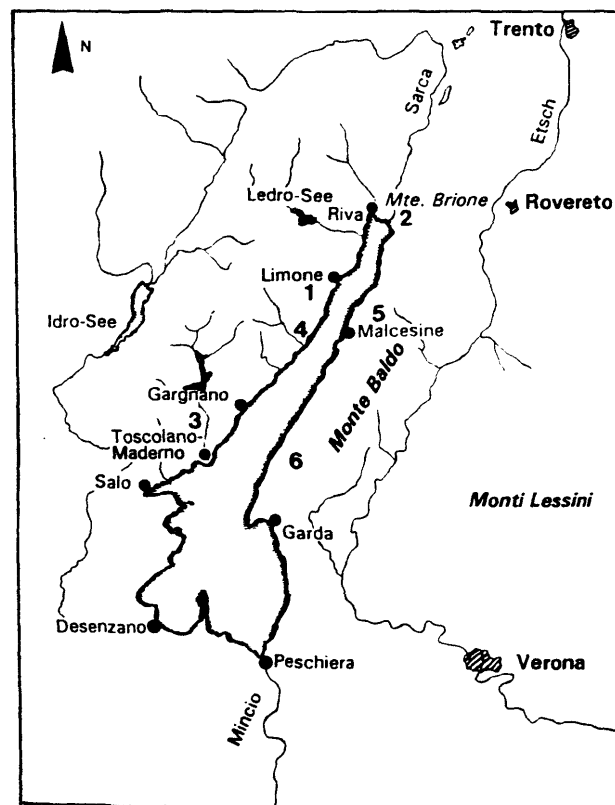 N
Trento
Sarca
Etsch
Ledro-See
Mte. Brione
Riva
2
Rovereto
Limone
1
Idro-See
5
4
Malcesine
Gargnano
Monte Baldo
3
Toscolano-
Maderno
6
Salo
Monti Lessini
Garda
Desenzano
Peschiera
Verona
Mincio